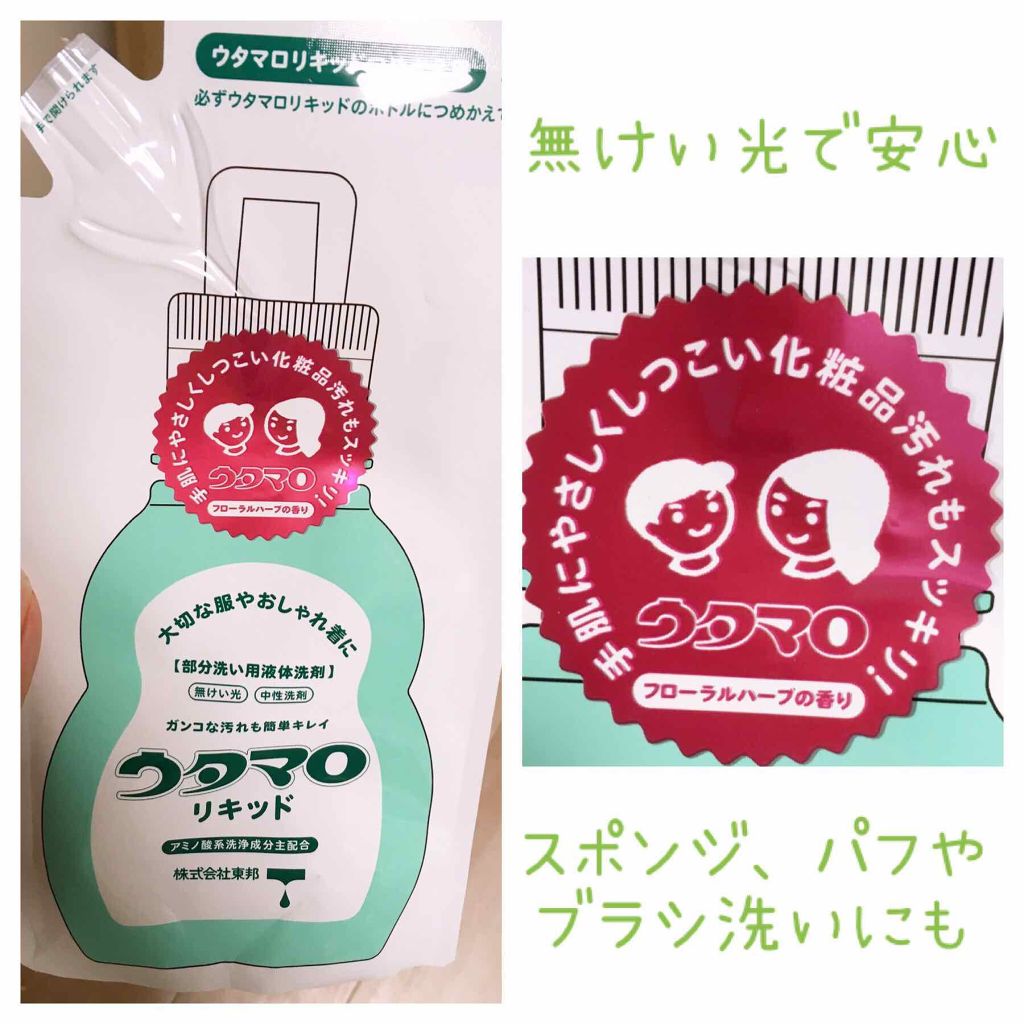 手で開けられます
ウタマロリキッド
必ずウタマロリキッドのボトルにつめかえて
手肌にやさしくしつこい化粧品汚れもスッキリ!
ウタマロ
フローラルハーブの香り
大切な服やおしゃれ着に
【部分洗い用液体洗剤】
無けい光 中性洗剤
ガンコな汚れも簡単キレイ
ウタマロ
リキッド
アミノ酸系洗浄成分主配合
株式会社東邦
無けい光で安心
手肌にやさしくしつこい化粧品汚れもスッキリ!
ウタマロ
フローラルハーブの香り
スポンジ、パフや
ブラシ洗いにも